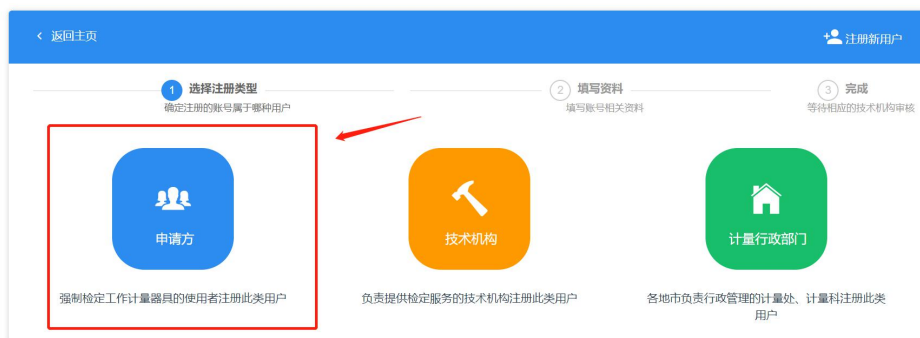 返回主页
注册新用户
1 选择注册类型
确定注册的账号属于哪种用户
2 填写资料
填写账号相关资料
3 完成
等待相应的技术机构审核
申请方
技术机构
计量行政部门
强制检定工作计量器具的使用者注册此类用户
负责提供检定服务的技术机构注册此类用户
各地市负责行政管理的计量处、计量科注册此类
用户